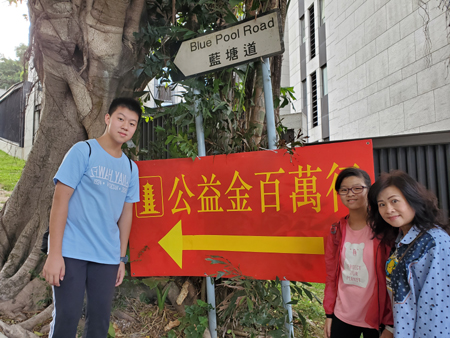 Blue Pool Road
藍塘道
公益金百萬行